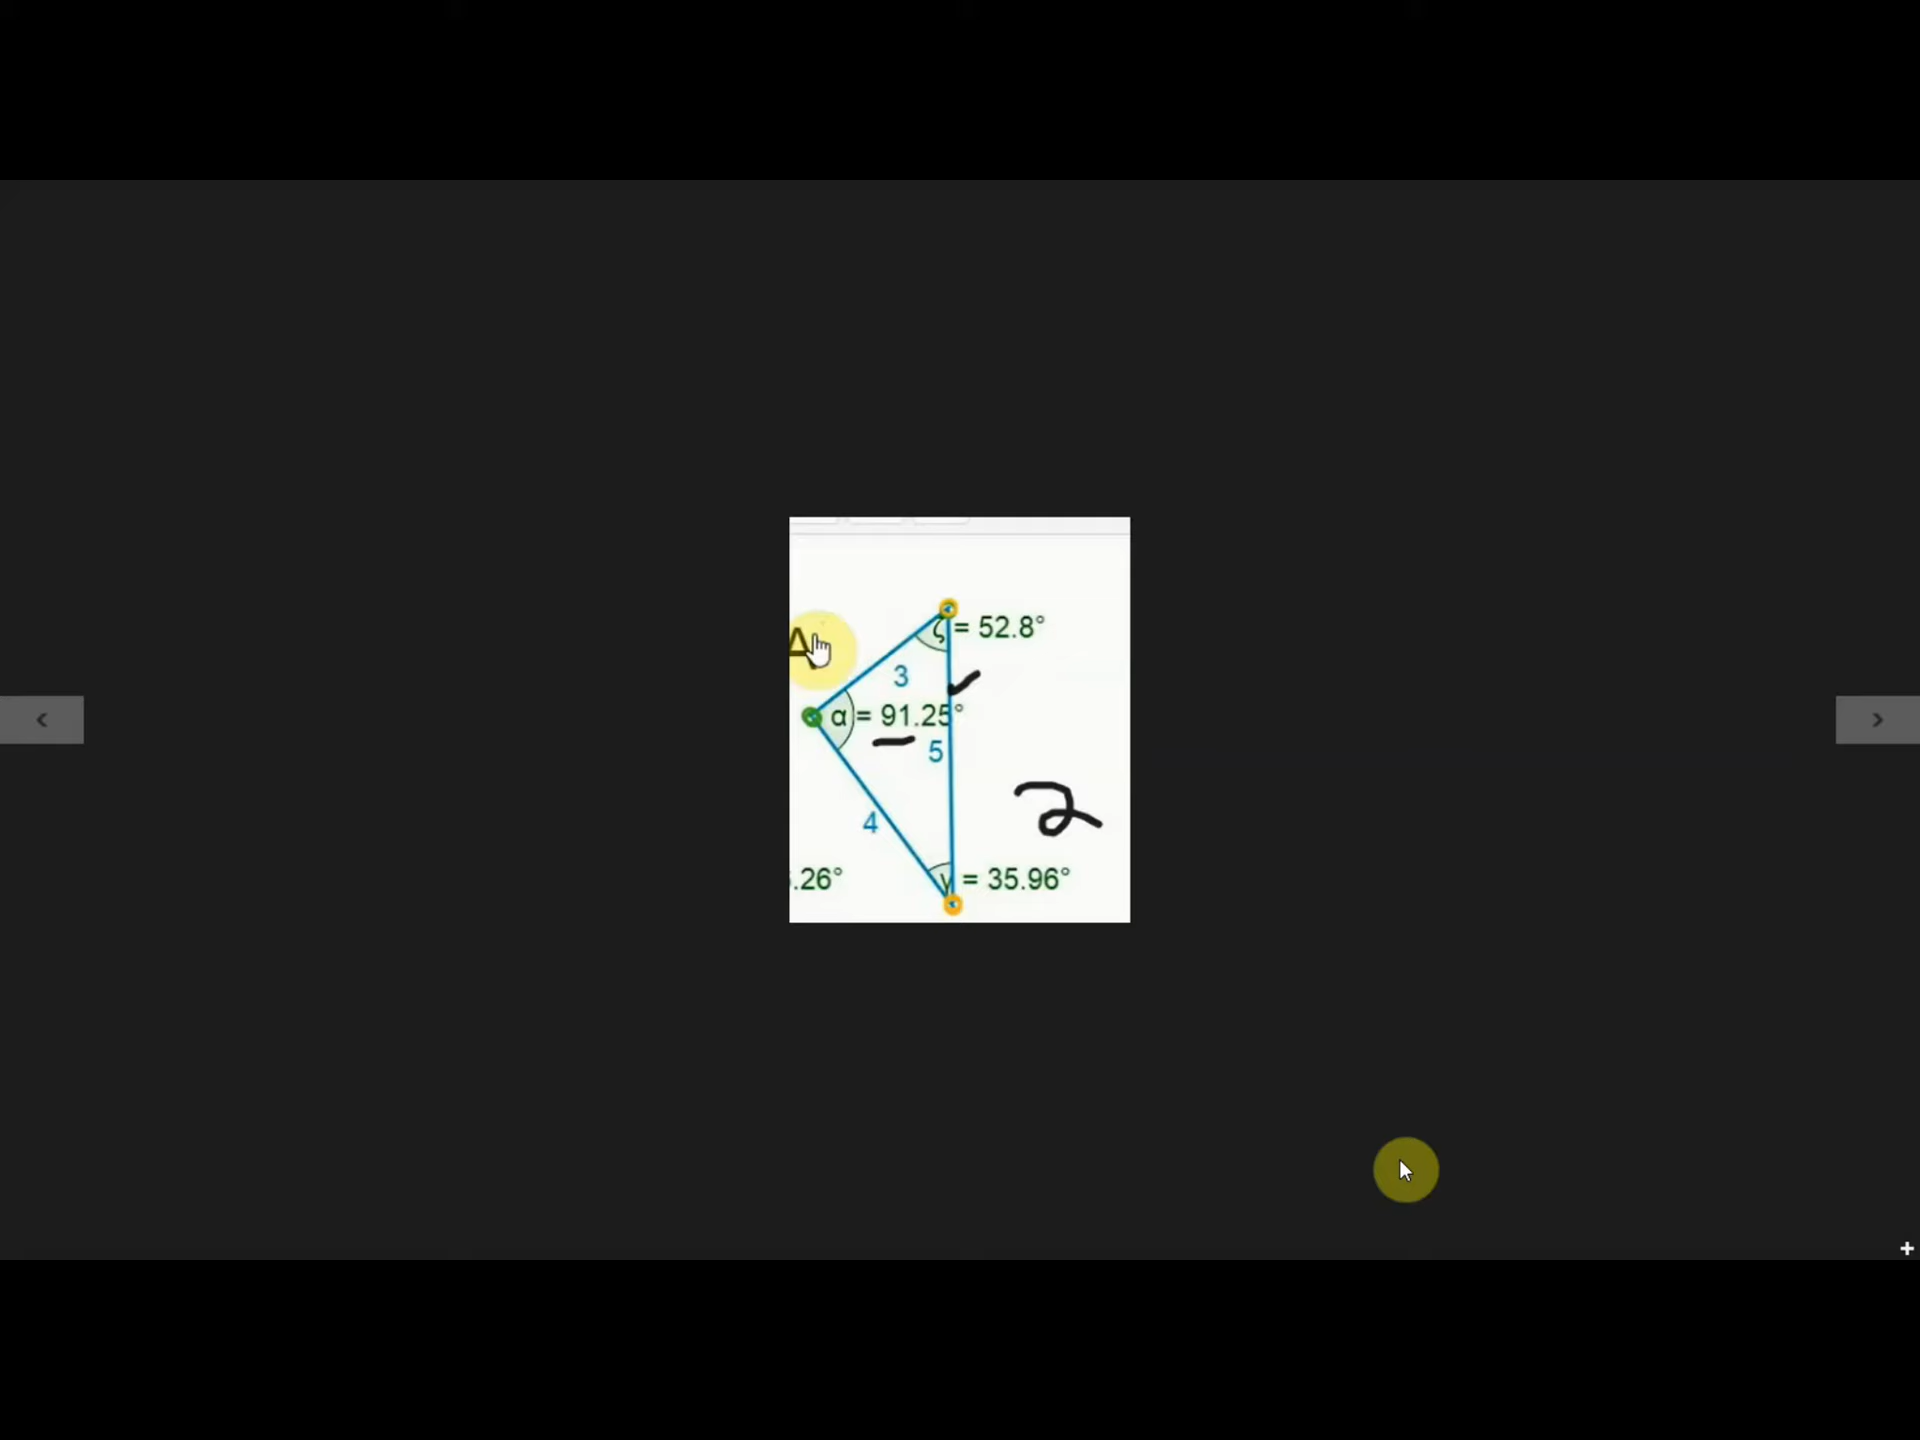 ζ = 52.8°
3
α = 91.25°
5
2
4
.26°
γ = 35.96°